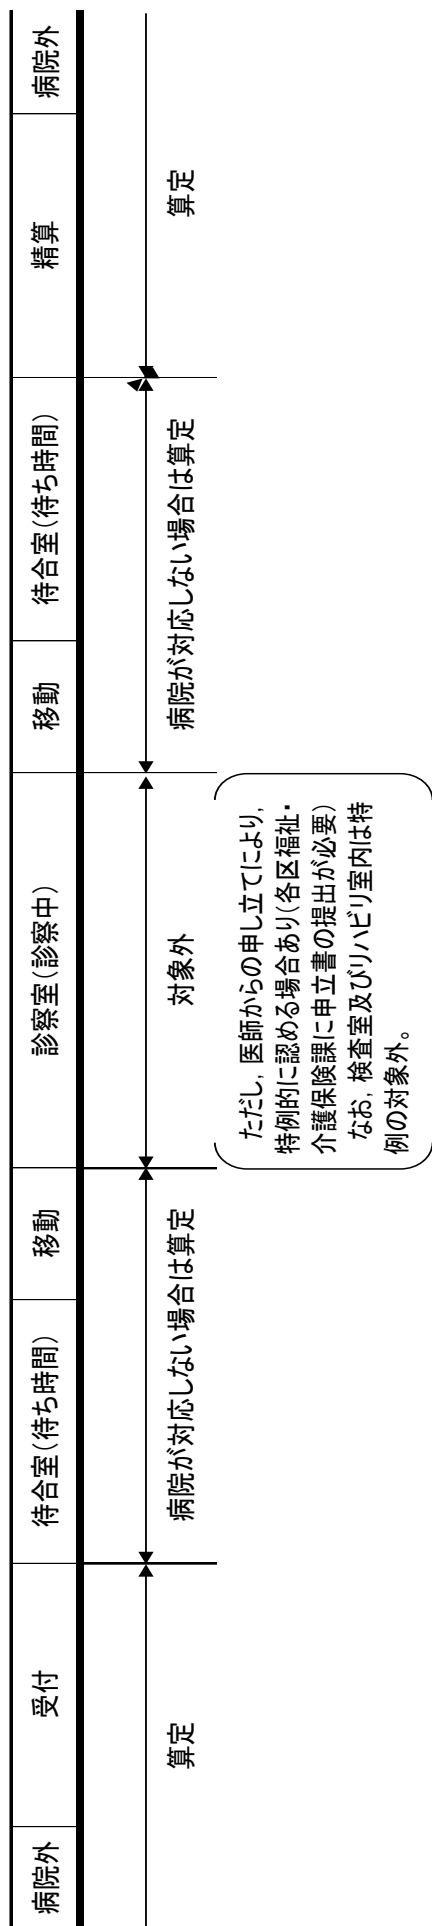 病院外
受付
待合室(待ち時間)
移動
診察室(診察中)
移動
待合室(待ち時間)
精算
病院外
算定
病院が対応しない場合は算定
対象外
病院が対応しない場合は算定
算定
ただし,医師からの申し立てにより,
特例的に認める場合あり(各区福祉・
介護保険課に申立書の提出が必要)
なお,検査室及びリハビリ室内は特
例の対象外。